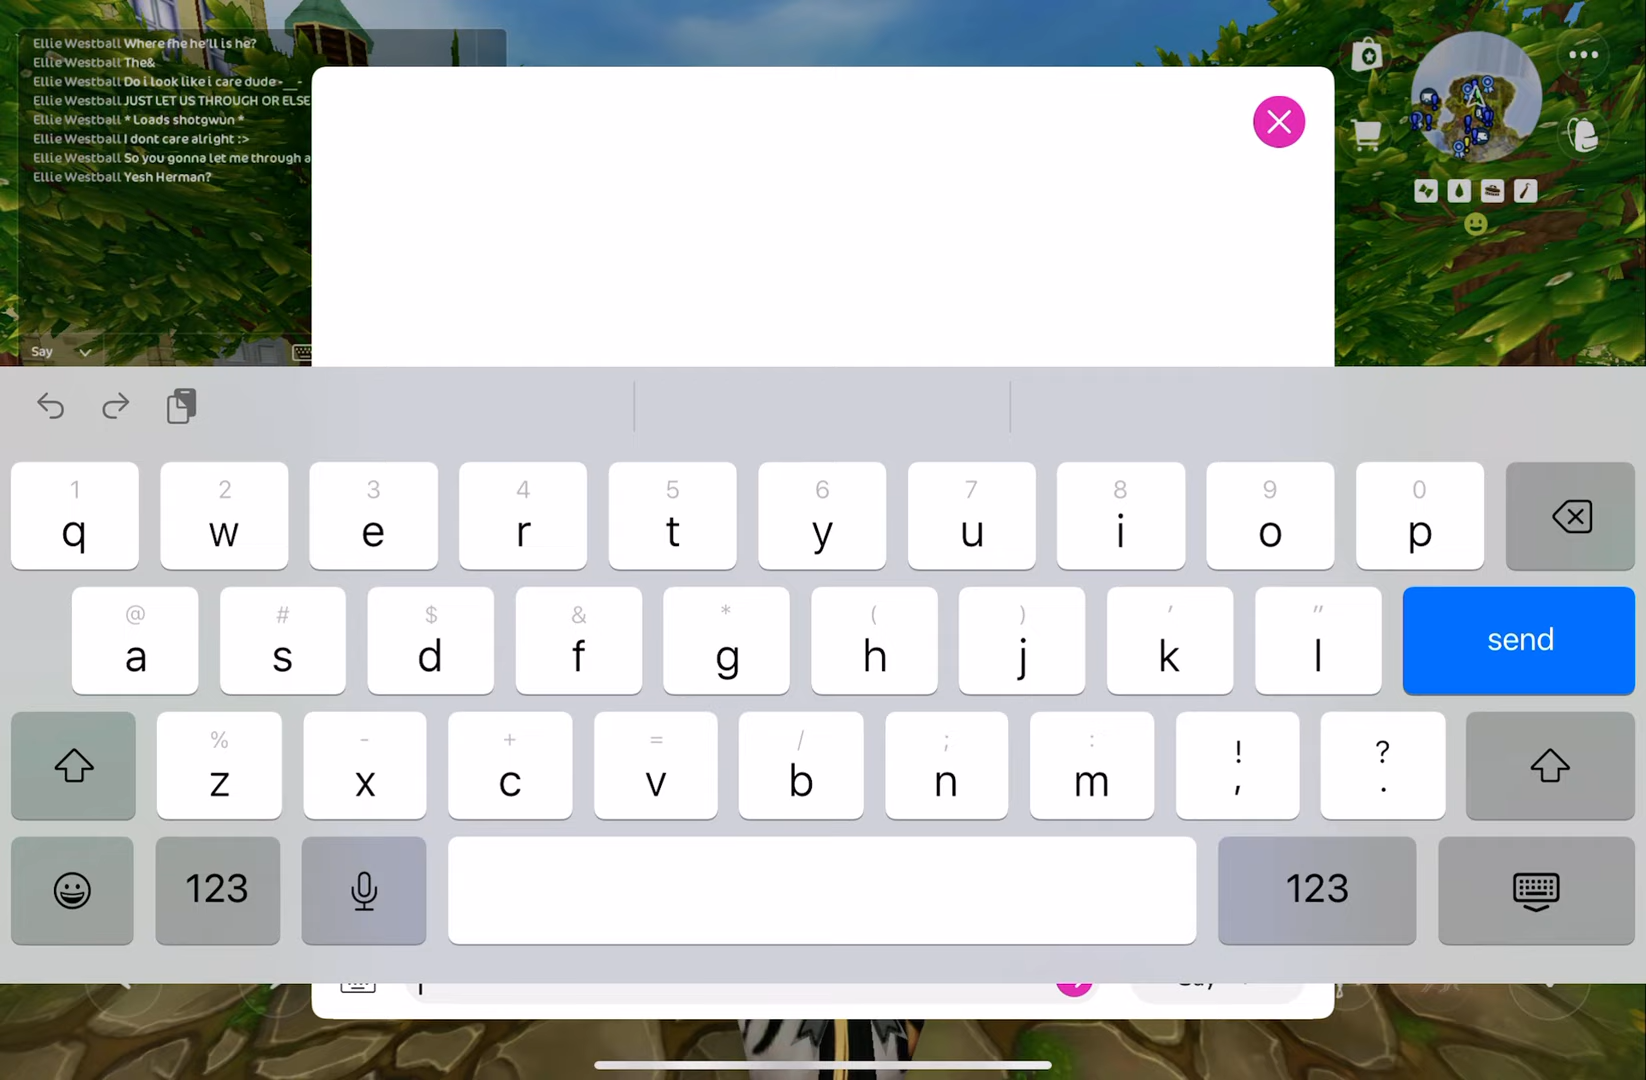 Ellie Westball Where fhe he'll is he?
Ellie Westball The&
Ellie Westball Do i look like i care dude -__-
Ellie Westball JUST LET US THROUGH OR ELSE
Ellie Westball * Loads shotgwun *
Ellie Westball I dont care alright :>
Ellie Westball So you gonna let me through a
Ellie Westball Yesh Herman?
Say
1 2 3 4 5 6 7 8 9 0
q w e r t y u i o p
@ # $ & * ( ) ' "
a s d f g h j k l send
% - + = / ; : ! ?
z x c v b n m , .
123 123